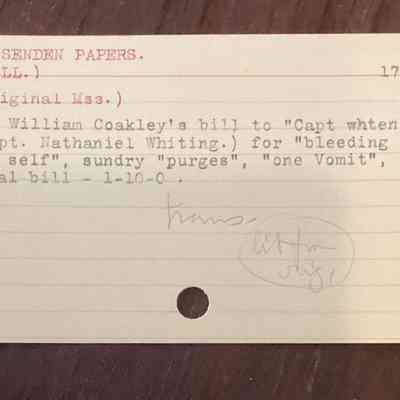 SENDEN PAPERS.
LL.) 17
iginal Mss.)
William Coakley's bill to "Capt whten
pt. Nathaniel Whiting.) for "bleeding
self", sundry "purges", "one Vomit",
al bill - 1-10-0 .
trans.
orig.